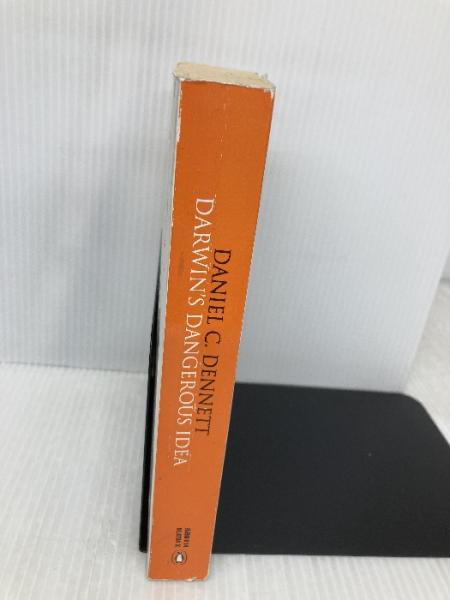 DANIEL C. DENNETT
DARWIN'S DANGEROUS IDEA